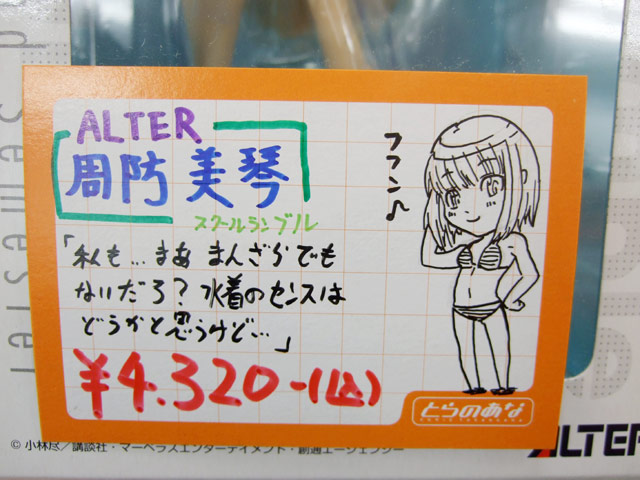 d Semester
ALTER
周防 美琴
スクールランブル
「私も…まあ まんざらでも
ないだろ？ 水着のセンスは
どうかと思うけど…」
¥4.320-(込)
フフン♪
とらのあな
© 小林尽／講談社・マーベラスエンターテイメント・創通エージェンシー
ALTER